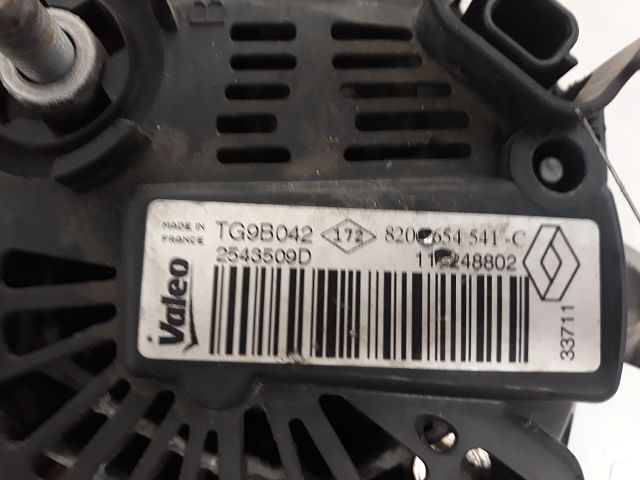 B
MADE IN
FRANCE
TG9B042
172
2543509D
Valeo
33711